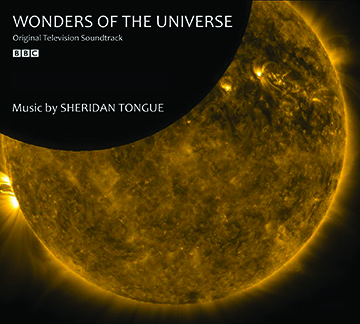 WONDERS OF THE UNIVERSE
Original Television Soundtrack
BBC
Music by SHERIDAN TONGUE